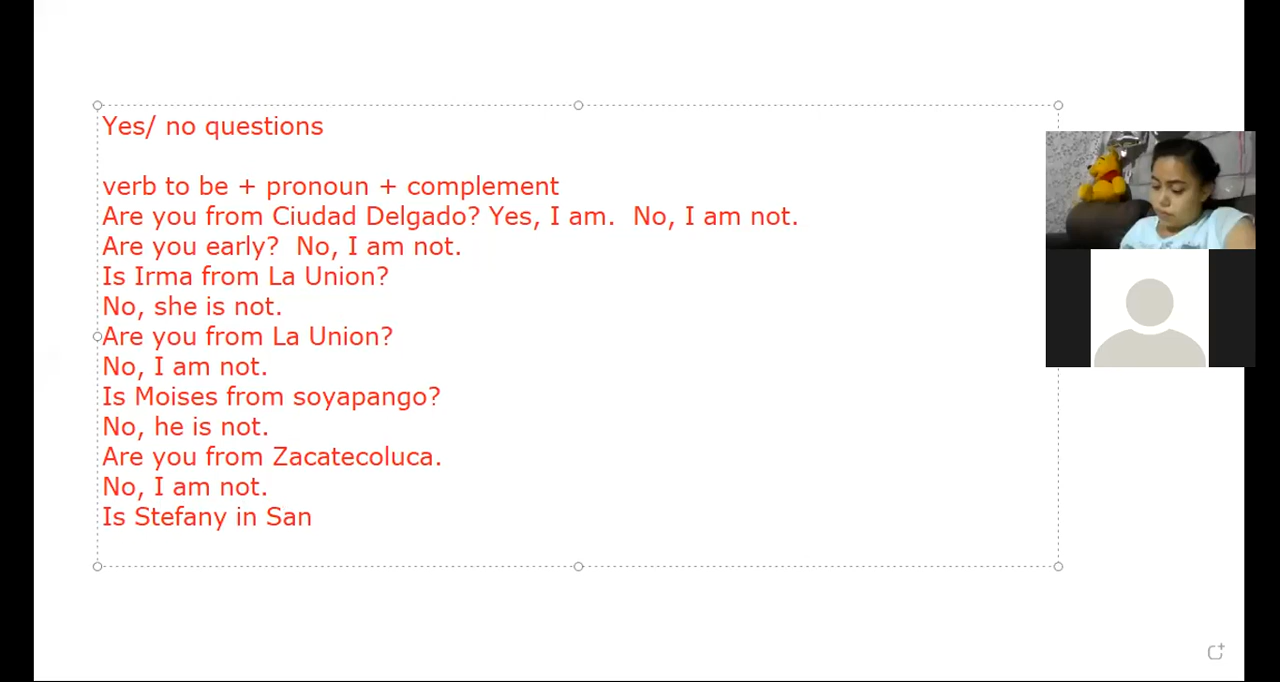 Yes/ no questions
verb to be + pronoun + complement
Are you from Ciudad Delgado? Yes, I am.  No, I am not.
Are you early?  No, I am not.
Is Irma from La Union?
No, she is not.
Are you from La Union?
No, I am not.
Is Moises from soyapango?
No, he is not.
Are you from Zacatecoluca.
No, I am not.
Is Stefany in San